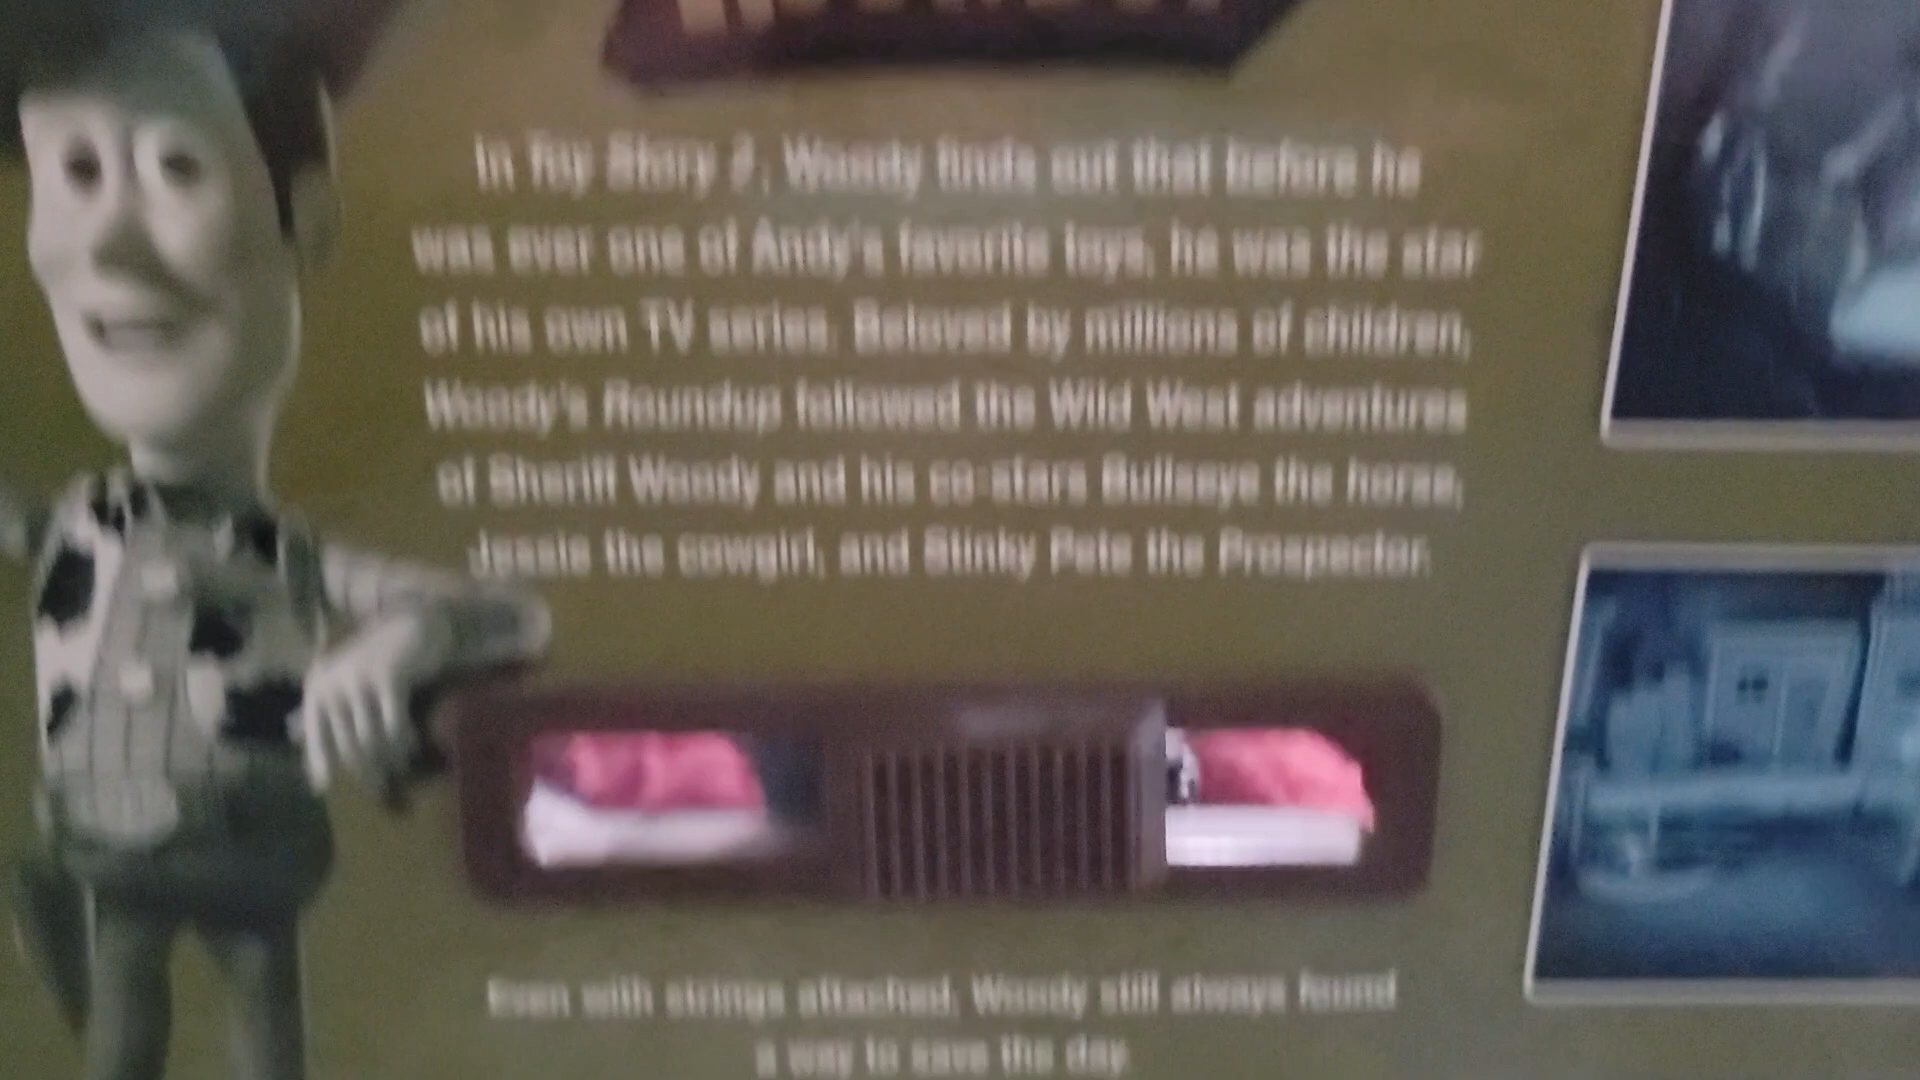 In Toy Story 2, Woody finds out that before he
was ever one of Andy's favorite toys, he was the star
of his own TV series. Beloved by millions of children,
Woody's Roundup followed the Wild West adventures
of Sheriff Woody and his co-stars Bullseye the horse,
Jessie the cowgirl, and Stinky Pete the Prospector.
Even with strings attached, Woody still always found
a way to save the day.